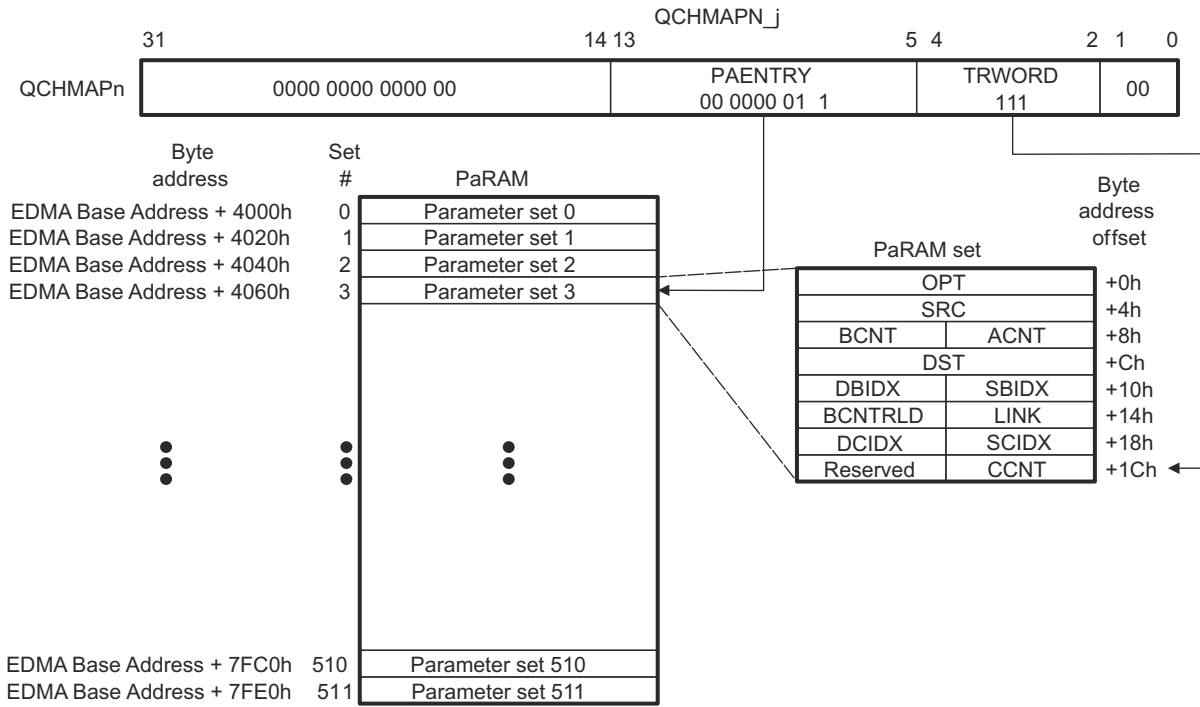 QCHMAPN_j
31 14 13 5 4 2 1 0
QCHMAPn 0000 0000 0000 00 PAENTRY TRWORD 00
00 0000 01 1 111
Byte Set
address # PaRAM
EDMA Base Address + 4000h 0 Parameter set 0
EDMA Base Address + 4020h 1 Parameter set 1
EDMA Base Address + 4040h 2 Parameter set 2
EDMA Base Address + 4060h 3 Parameter set 3
EDMA Base Address + 7FC0h 510 Parameter set 510
EDMA Base Address + 7FE0h 511 Parameter set 511
Byte
address
offset
PaRAM set
OPT +0h
SRC +4h
BCNT ACNT +8h
DST +Ch
DBIDX SBIDX +10h
BCNTRLD LINK +14h
DCIDX SCIDX +18h
Reserved CCNT +1Ch